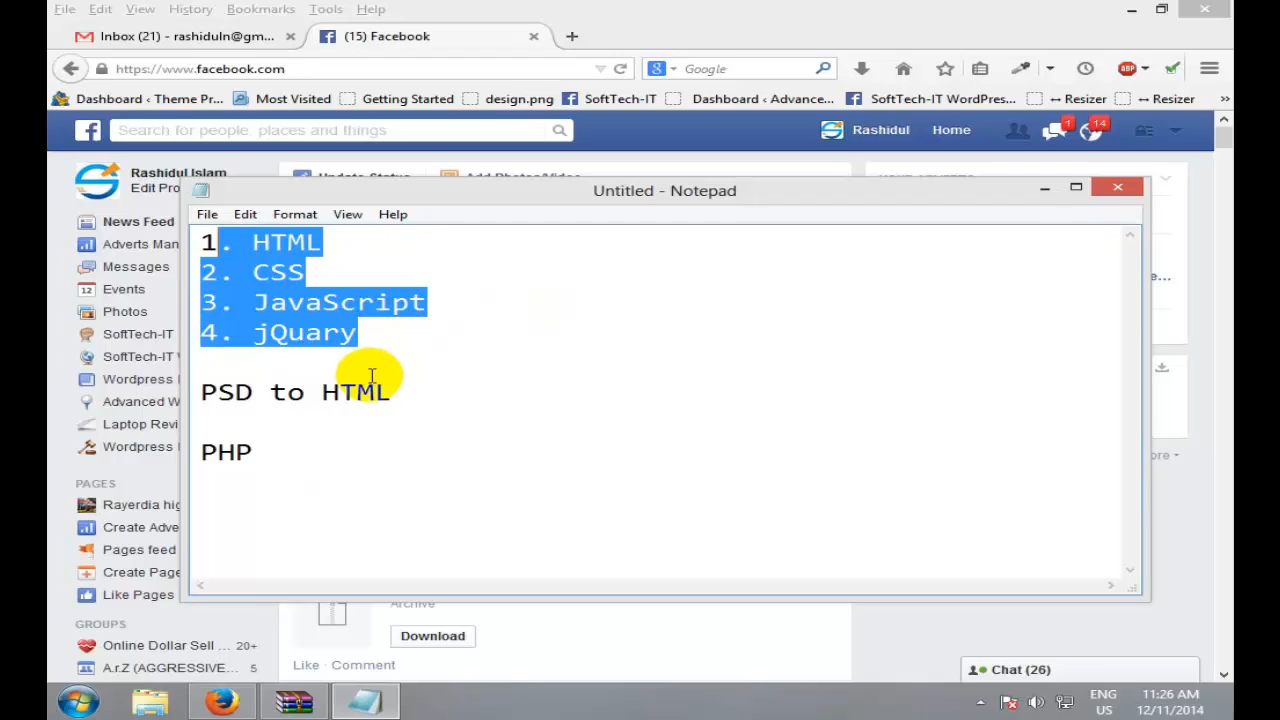 File Edit View History Bookmarks Tools Help
Inbox (21) - rashiduln@gm...
(15) Facebook
https://www.facebook.com
Google
Dashboard ‹ Theme Pr...
Most Visited
Getting Started
design.png
SoftTech-IT
Dashboard ‹ Advance...
SoftTech-IT WordPres...
↔ Resizer
↔ Resizer
Search for people, places and things
Rashidul
Home
1
14
Rashidul Islam
Edit Pro
Untitled - Notepad
File Edit Format View Help
1. HTML
2. CSS
3. JavaScript
4. jQuary
PSD to HTML
PHP
News Feed
Adverts Man
Messages
12 Events
Photos
SoftTech-IT
SoftTech-IT
Wordpress
Advanced W
Laptop Revi
Wordpress
PAGES
Rayerdia hig
Create Adve
Pages feed
Create Page
Like Pages
GROUPS
Online Dollar Sell ... 20+
A.r.Z (AGGRESSIVE... 5
Archive
Download
Like · Comment
Chat (26)
ENG
US
11:26 AM
12/11/2014